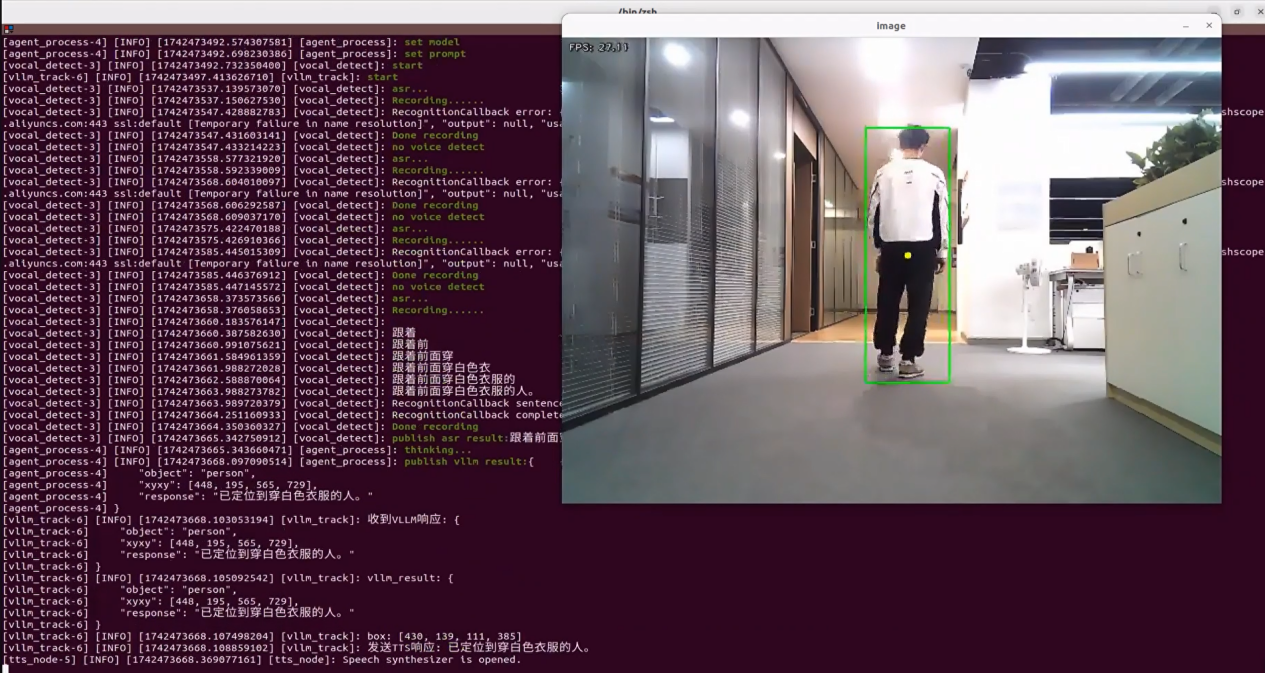 /bin/zsh
image
FPS: 27.11
[agent_process-4] [INFO] [1742473492.574307581] [agent_process]: set model
[agent_process-4] [INFO] [1742473492.698230386] [agent_process]: set prompt
[vocal_detect-3] [INFO] [1742473492.732350400] [vocal_detect]: start
[vllm_track-6] [INFO] [1742473497.413626710] [vllm_track]: start
[vocal_detect-3] [INFO] [1742473537.139573070] [vocal_detect]: asr...
[vocal_detect-3] [INFO] [1742473537.150627530] [vocal_detect]: Recording......
[vocal_detect-3] [INFO] [1742473547.428882783] [vocal_detect]: RecognitionCallback error: {
shscope
.aliyuncs.com:443 ssl:default [Temporary failure in name resolution]", "output": null, "usa
[vocal_detect-3] [INFO] [1742473547.431603141] [vocal_detect]: Done recording
[vocal_detect-3] [INFO] [1742473547.433214223] [vocal_detect]: no voice detect
[vocal_detect-3] [INFO] [1742473558.577321920] [vocal_detect]: asr...
[vocal_detect-3] [INFO] [1742473558.592339009] [vocal_detect]: Recording......
[vocal_detect-3] [INFO] [1742473568.604010097] [vocal_detect]: RecognitionCallback error: {
shscope
.aliyuncs.com:443 ssl:default [Temporary failure in name resolution]", "output": null, "usa
[vocal_detect-3] [INFO] [1742473568.606292587] [vocal_detect]: Done recording
[vocal_detect-3] [INFO] [1742473568.609037170] [vocal_detect]: no voice detect
[vocal_detect-3] [INFO] [1742473575.422470188] [vocal_detect]: asr...
[vocal_detect-3] [INFO] [1742473575.426910366] [vocal_detect]: Recording......
[vocal_detect-3] [INFO] [1742473585.445015309] [vocal_detect]: RecognitionCallback error: {
shscope
.aliyuncs.com:443 ssl:default [Temporary failure in name resolution]", "output": null, "usa
[vocal_detect-3] [INFO] [1742473585.446376912] [vocal_detect]: Done recording
[vocal_detect-3] [INFO] [1742473585.447145572] [vocal_detect]: no voice detect
[vocal_detect-3] [INFO] [1742473658.373573566] [vocal_detect]: asr...
[vocal_detect-3] [INFO] [1742473658.376058653] [vocal_detect]: Recording......
[vocal_detect-3] [INFO] [1742473660.183576147] [vocal_detect]:
[vocal_detect-3] [INFO] [1742473660.387582630] [vocal_detect]: 跟着
[vocal_detect-3] [INFO] [1742473660.991075621] [vocal_detect]: 跟着前
[vocal_detect-3] [INFO] [1742473661.584961359] [vocal_detect]: 跟着前面穿
[vocal_detect-3] [INFO] [1742473661.988272028] [vocal_detect]: 跟着前面穿白色衣
[vocal_detect-3] [INFO] [1742473662.588870064] [vocal_detect]: 跟着前面穿白色衣服的
[vocal_detect-3] [INFO] [1742473663.988273782] [vocal_detect]: 跟着前面穿白色衣服的人。
[vocal_detect-3] [INFO] [1742473663.989720379] [vocal_detect]: RecognitionCallback sentenc
[vocal_detect-3] [INFO] [1742473664.251160933] [vocal_detect]: RecognitionCallback complet
[vocal_detect-3] [INFO] [1742473664.350360327] [vocal_detect]: Done recording
[vocal_detect-3] [INFO] [1742473665.342750912] [vocal_detect]: publish asr result:跟着前面
[agent_process-4] [INFO] [1742473665.343660471] [agent_process]: thinking...
[agent_process-4] [INFO] [1742473668.097090514] [agent_process]: publish vllm result:{
[agent_process-4]     "object": "person",
[agent_process-4]     "xyxy": [448, 195, 565, 729],
[agent_process-4]     "response": "已定位到穿白色衣服的人。"
[agent_process-4] }
[vllm_track-6] [INFO] [1742473668.103053194] [vllm_track]: 收到VLLM响应: {
[vllm_track-6]     "object": "person",
[vllm_track-6]     "xyxy": [448, 195, 565, 729],
[vllm_track-6]     "response": "已定位到穿白色衣服的人。"
[vllm_track-6] }
[vllm_track-6] [INFO] [1742473668.105092542] [vllm_track]: vllm_result: {
[vllm_track-6]     "object": "person",
[vllm_track-6]     "xyxy": [448, 195, 565, 729],
[vllm_track-6]     "response": "已定位到穿白色衣服的人。"
[vllm_track-6] }
[vllm_track-6] [INFO] [1742473668.107498204] [vllm_track]: box: [430, 139, 111, 385]
[vllm_track-6] [INFO] [1742473668.108859102] [vllm_track]: 发送TTS响应: 已定位到穿白色衣服的人。
[tts_node-5] [INFO] [1742473668.369077161] [tts_node]: Speech synthesizer is opened.